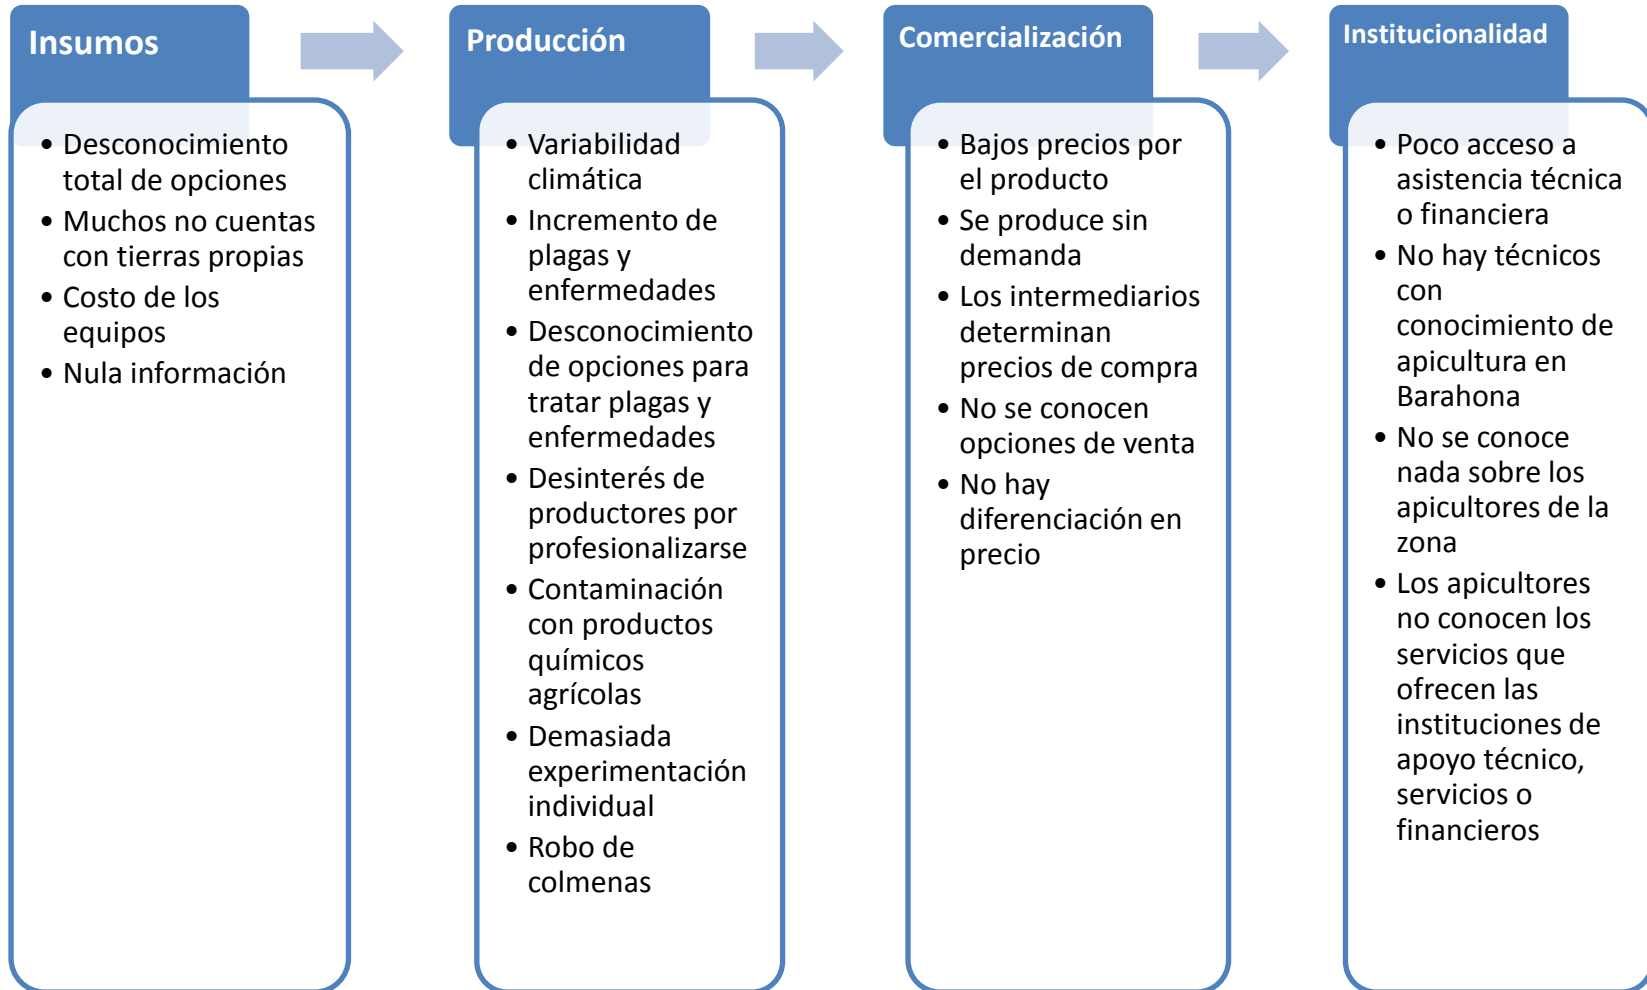 Insumos
• Desconocimiento
total de opciones
• Muchos no cuentas
con tierras propias
• Costo de los
equipos
• Nula información
Producción
• Variabilidad
climática
• Incremento de
plagas y
enfermedades
• Desconocimiento
de opciones para
tratar plagas y
enfermedades
• Desinterés de
productores por
profesionalizarse
• Contaminación
con productos
químicos
agrícolas
• Demasiada
experimentación
individual
• Robo de
colmenas
Comercialización
• Bajos precios por
el producto
• Se produce sin
demanda
• Los intermediarios
determinan
precios de compra
• No se conocen
opciones de venta
• No hay
diferenciación en
precio
Institucionalidad
• Poco acceso a
asistencia técnica
o financiera
• No hay técnicos
con
conocimiento de
apicultura en
Barahona
• No se conoce
nada sobre los
apicultores de la
zona
• Los apicultores
no conocen los
servicios que
ofrecen las
instituciones de
apoyo técnico,
servicios o
financieros